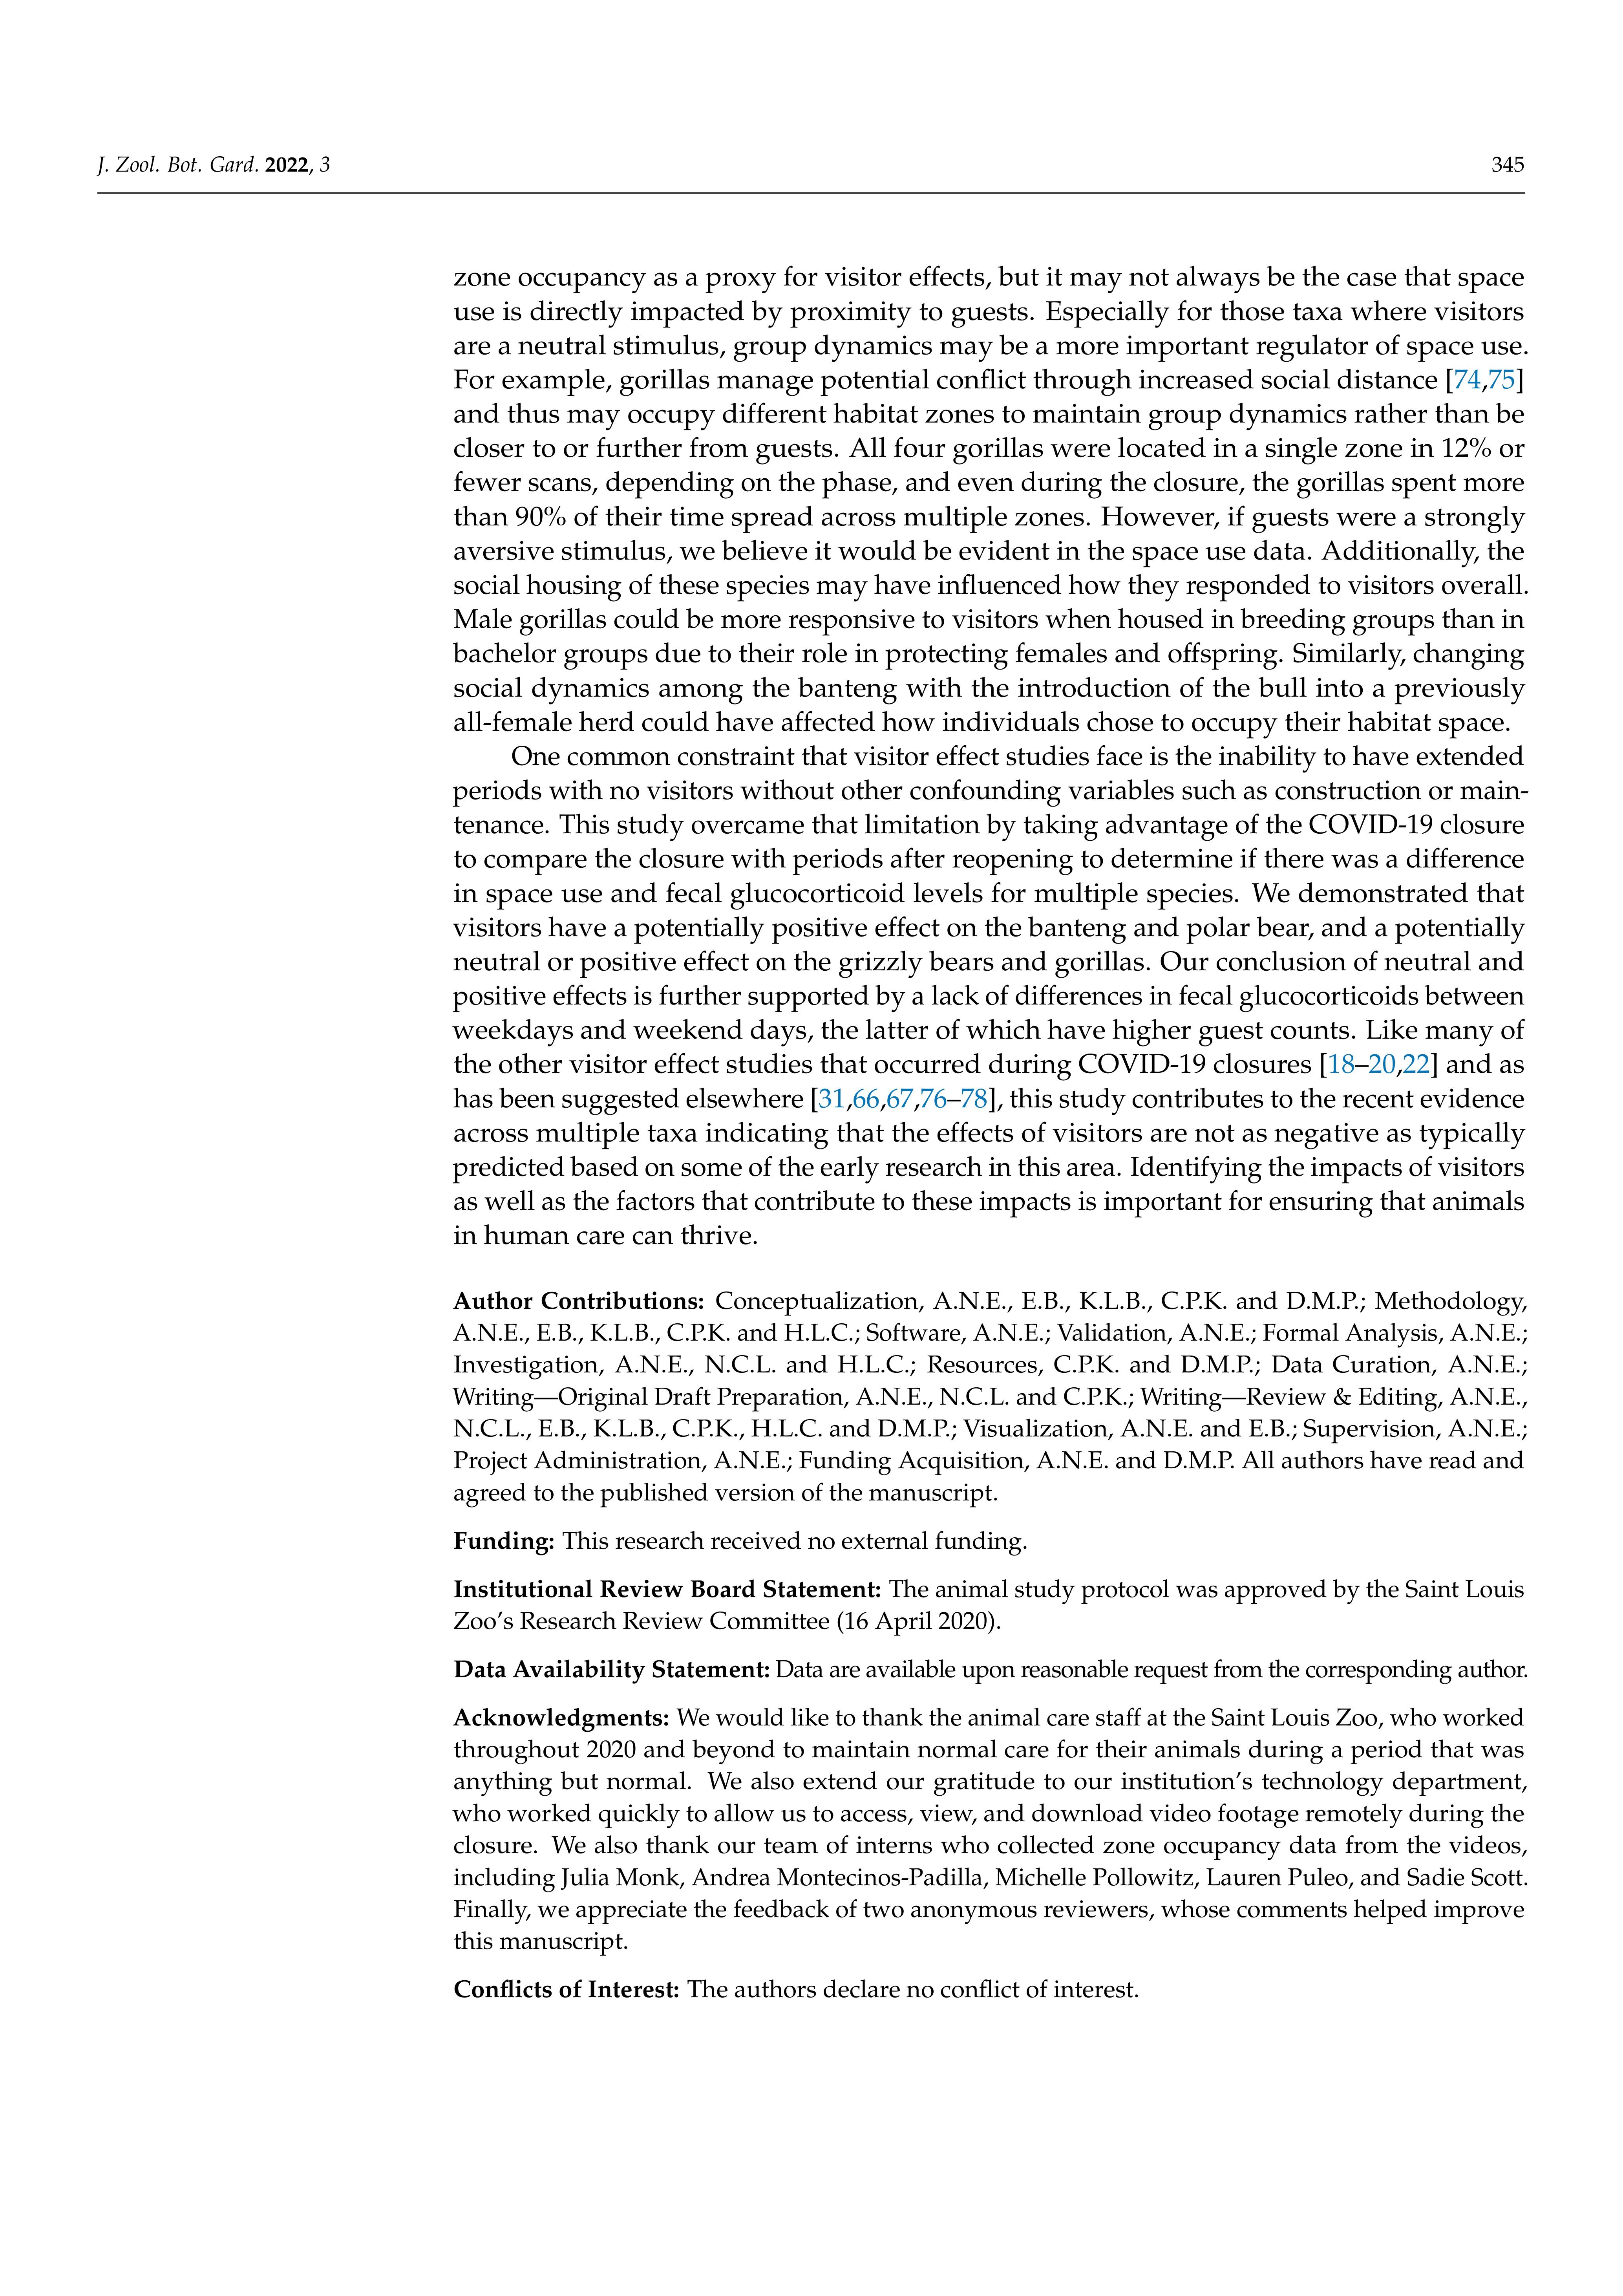 J. Zool. Bot. Gard. 2022, 3
345
zone occupancy as a proxy for visitor effects, but it may not always be the case that space
use is directly impacted by proximity to guests. Especially for those taxa where visitors
are a neutral stimulus, group dynamics may be a more important regulator of space use.
For example, gorillas manage potential conflict through increased social distance [74,75]
and thus may occupy different habitat zones to maintain group dynamics rather than be
closer to or further from guests. All four gorillas were located in a single zone in 12% or
fewer scans, depending on the phase, and even during the closure, the gorillas spent more
than 90% of their time spread across multiple zones. However, if guests were a strongly
aversive stimulus, we believe it would be evident in the space use data. Additionally, the
social housing of these species may have influenced how they responded to visitors overall.
Male gorillas could be more responsive to visitors when housed in breeding groups than in
bachelor groups due to their role in protecting females and offspring. Similarly, changing
social dynamics among the banteng with the introduction of the bull into a previously
all-female herd could have affected how individuals chose to occupy their habitat space.
One common constraint that visitor effect studies face is the inability to have extended
periods with no visitors without other confounding variables such as construction or main-
tenance. This study overcame that limitation by taking advantage of the COVID-19 closure
to compare the closure with periods after reopening to determine if there was a difference
in space use and fecal glucocorticoid levels for multiple species. We demonstrated that
visitors have a potentially positive effect on the banteng and polar bear, and a potentially
neutral or positive effect on the grizzly bears and gorillas. Our conclusion of neutral and
positive effects is further supported by a lack of differences in fecal glucocorticoids between
weekdays and weekend days, the latter of which have higher guest counts. Like many of
the other visitor effect studies that occurred during COVID-19 closures [18–20,22] and as
has been suggested elsewhere [31,66,67,76–78], this study contributes to the recent evidence
across multiple taxa indicating that the effects of visitors are not as negative as typically
predicted based on some of the early research in this area. Identifying the impacts of visitors
as well as the factors that contribute to these impacts is important for ensuring that animals
in human care can thrive.
Author Contributions: Conceptualization, A.N.E., E.B., K.L.B., C.P.K. and D.M.P.; Methodology,
A.N.E., E.B., K.L.B., C.P.K. and H.L.C.; Software, A.N.E.; Validation, A.N.E.; Formal Analysis, A.N.E.;
Investigation, A.N.E., N.C.L. and H.L.C.; Resources, C.P.K. and D.M.P.; Data Curation, A.N.E.;
Writing—Original Draft Preparation, A.N.E., N.C.L. and C.P.K.; Writing—Review & Editing, A.N.E.,
N.C.L., E.B., K.L.B., C.P.K., H.L.C. and D.M.P.; Visualization, A.N.E. and E.B.; Supervision, A.N.E.;
Project Administration, A.N.E.; Funding Acquisition, A.N.E. and D.M.P. All authors have read and
agreed to the published version of the manuscript.
Funding: This research received no external funding.
Institutional Review Board Statement: The animal study protocol was approved by the Saint Louis
Zoo's Research Review Committee (16 April 2020).
Data Availability Statement: Data are available upon reasonable request from the corresponding author.
Acknowledgments: We would like to thank the animal care staff at the Saint Louis Zoo, who worked
throughout 2020 and beyond to maintain normal care for their animals during a period that was
anything but normal. We also extend our gratitude to our institution's technology department,
who worked quickly to allow us to access, view, and download video footage remotely during the
closure. We also thank our team of interns who collected zone occupancy data from the videos,
including Julia Monk, Andrea Montecinos-Padilla, Michelle Pollowitz, Lauren Puleo, and Sadie Scott.
Finally, we appreciate the feedback of two anonymous reviewers, whose comments helped improve
this manuscript.
Conflicts of Interest: The authors declare no conflict of interest.